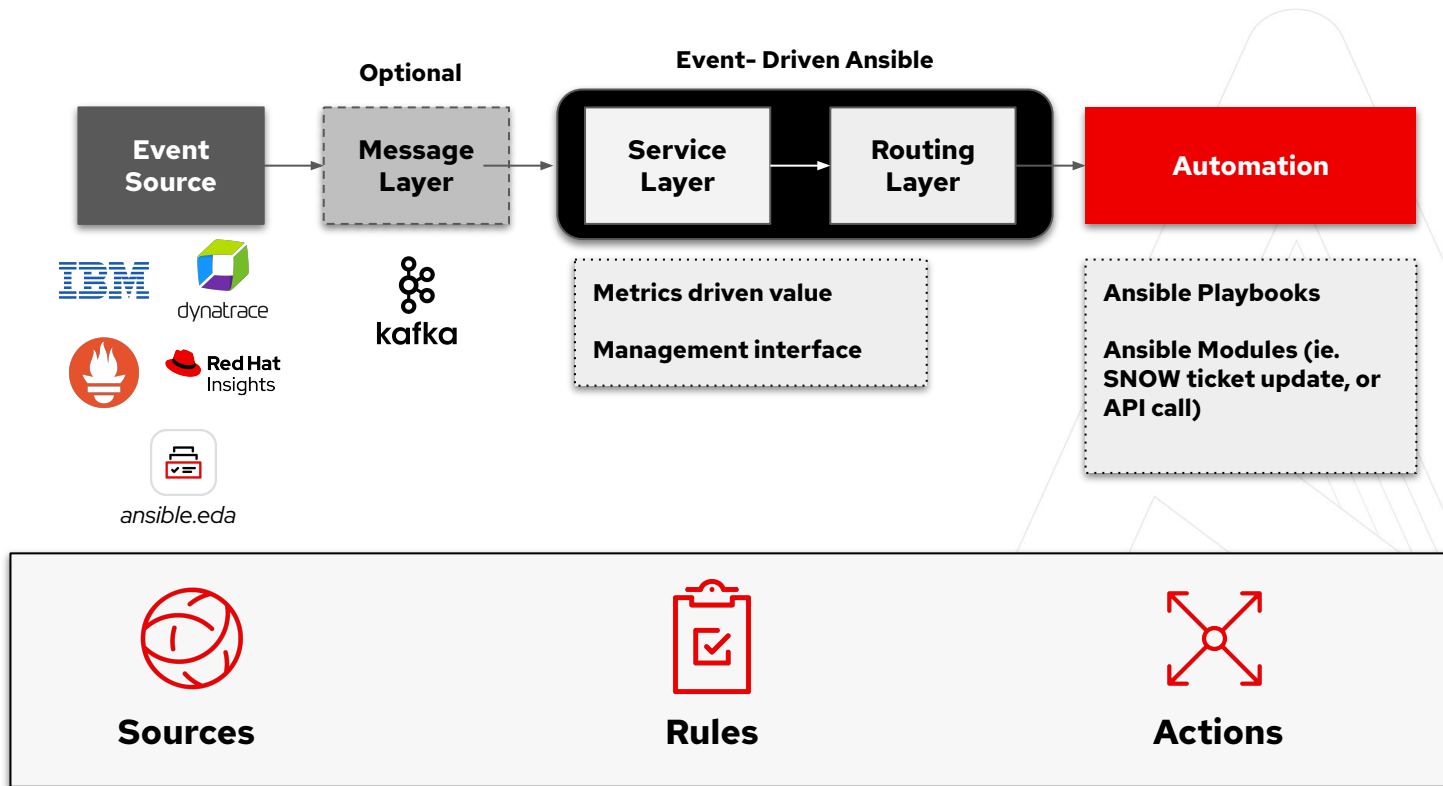 Optional
Event- Driven Ansible
Event
Source
Message
Layer
Service
Layer
Routing
Layer
Automation
IBM
dynatrace
Red Hat
Insights
ansible.eda
kafka
Metrics driven value
Management interface
Ansible Playbooks
Ansible Modules (ie.
SNOW ticket update, or
API call)
Sources
Rules
Actions